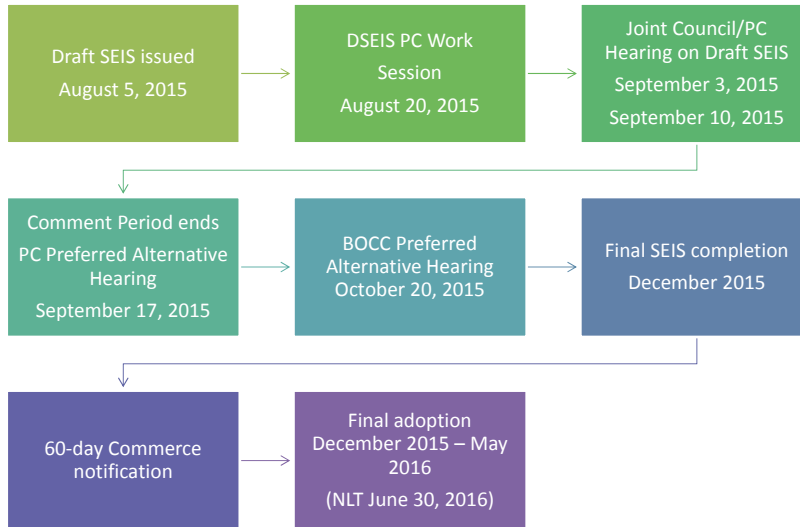 Draft SEIS issued
August 5, 2015
DSEIS PC Work
Session
August 20, 2015
Joint Council/PC
Hearing on Draft SEIS
September 3, 2015
September 10, 2015
Comment Period ends
PC Preferred Alternative
Hearing
September 17, 2015
BOCC Preferred
Alternative Hearing
October 20, 2015
Final SEIS completion
December 2015
60-day Commerce
notification
Final adoption
December 2015 – May
2016
(NLT June 30, 2016)